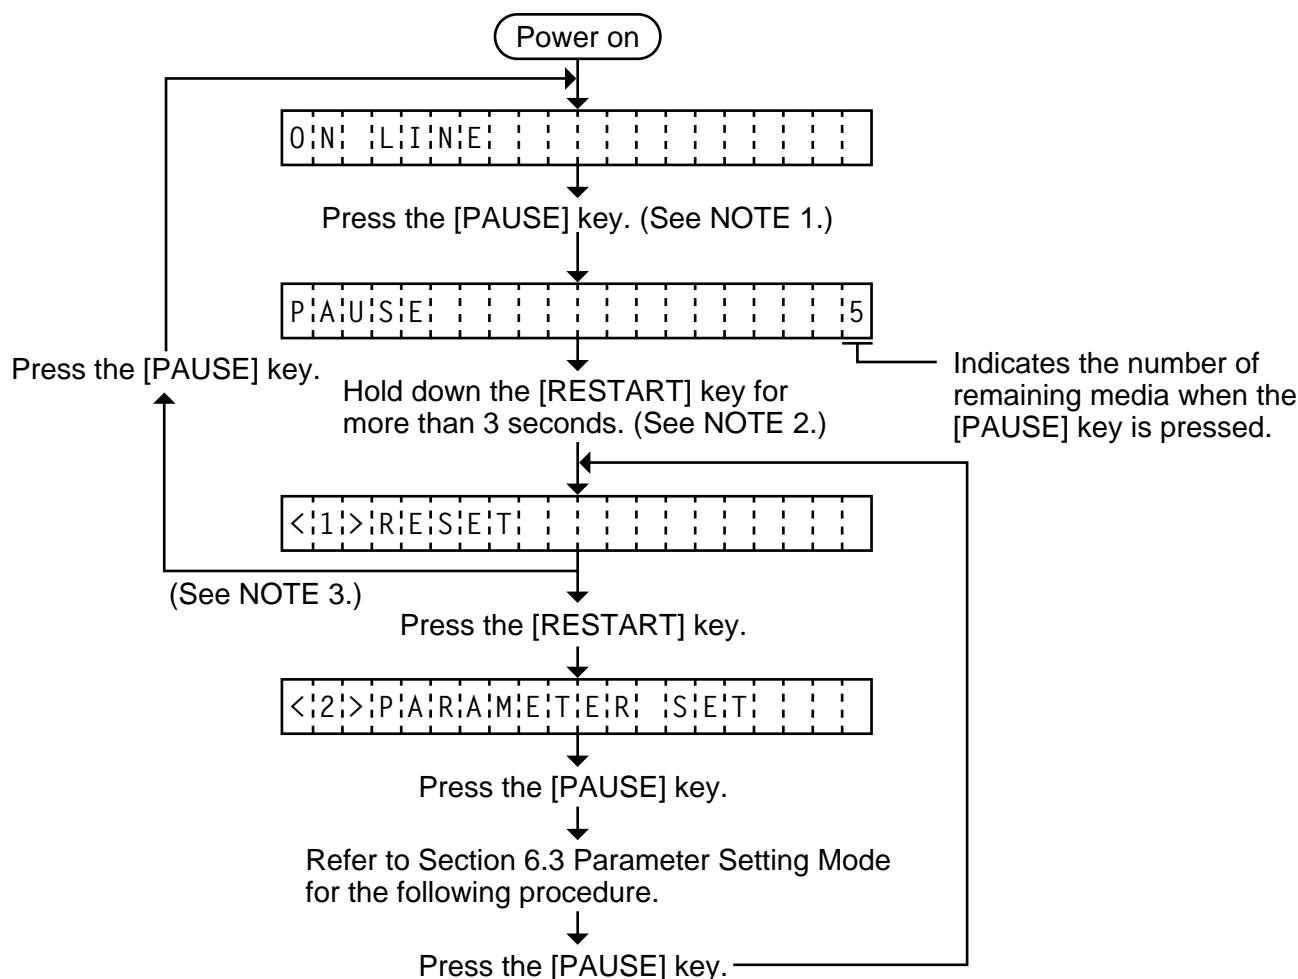 Power on
ON LINE
Press the [PAUSE] key. (See NOTE 1.)
PAUSE 5
Press the [PAUSE] key.
Indicates the number of
remaining media when the
[PAUSE] key is pressed.
Hold down the [RESTART] key for
more than 3 seconds. (See NOTE 2.)
<1>RESET
(See NOTE 3.)
Press the [RESTART] key.
<2>PARAMETER SET
Press the [PAUSE] key.
Refer to Section 6.3 Parameter Setting Mode
for the following procedure.
Press the [PAUSE] key.